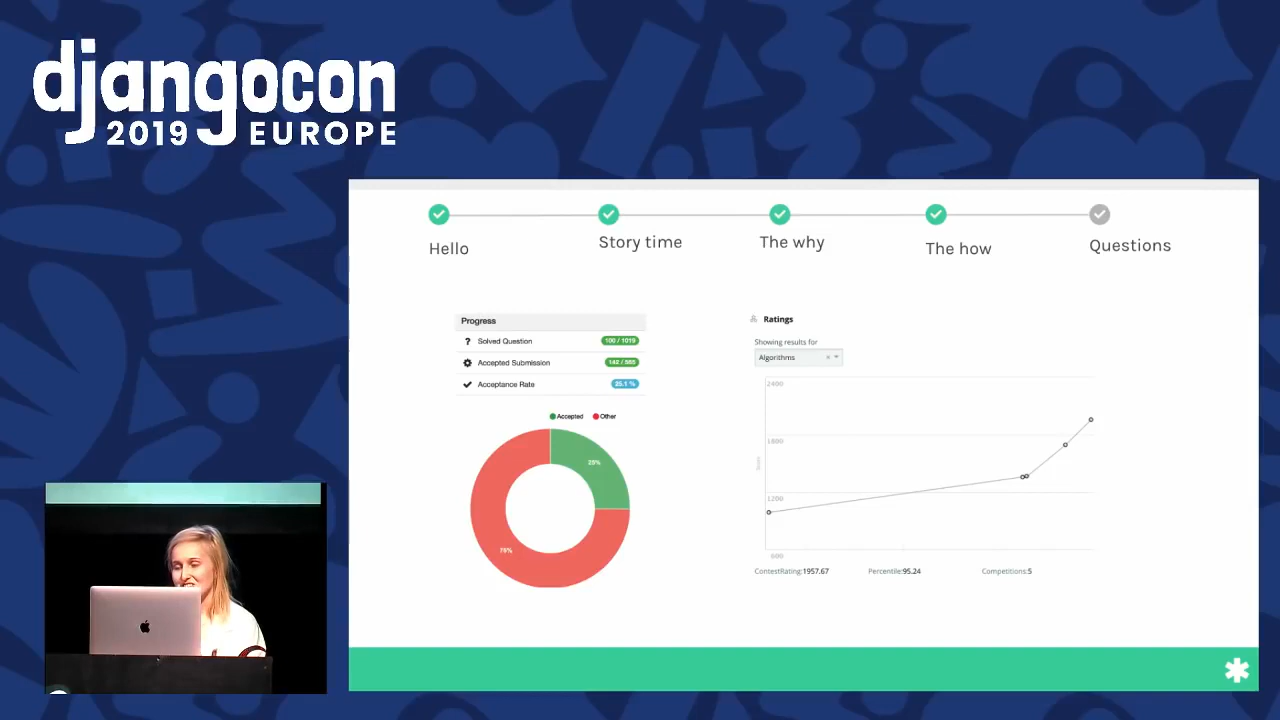 djangocon
2019 EUROPE
Hello
Story time
The why
The how
Questions
Progress
? Solved Question 100 / 1019
Accepted Submission 142 / 565
Acceptance Rate 25.1 %
Accepted Other
25%
75%
Ratings
Showing results for
Algorithms ×
2400
1800
1200
600
Score
ContestRating:1957.67 Percentile:95.24 Competitions:5